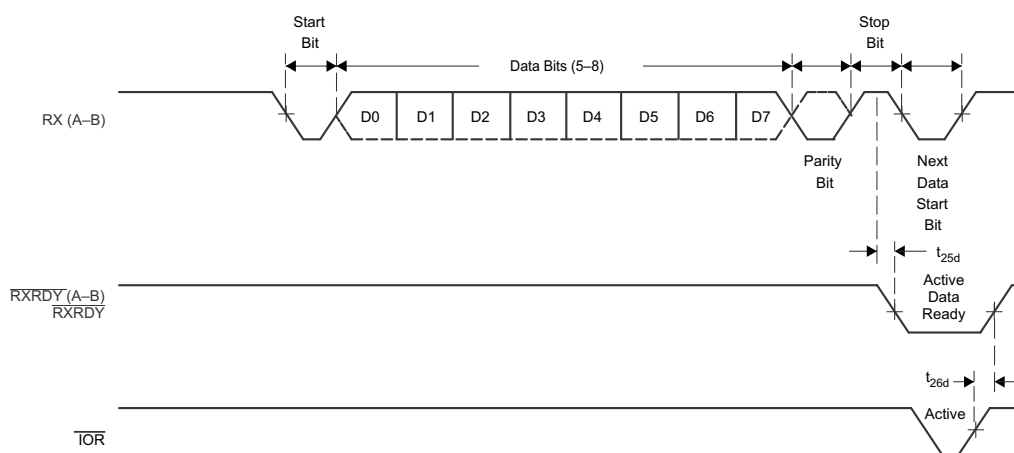 Start
Bit
Stop
Bit
Data Bits (5–8)
RX (A–B)
D0 D1 D2 D3 D4 D5 D6 D7
Parity
Bit
Next
Data
Start
Bit
t25d
RXRDY (A–B)
RXRDY
Active
Data
Ready
t26d
Active
IOR